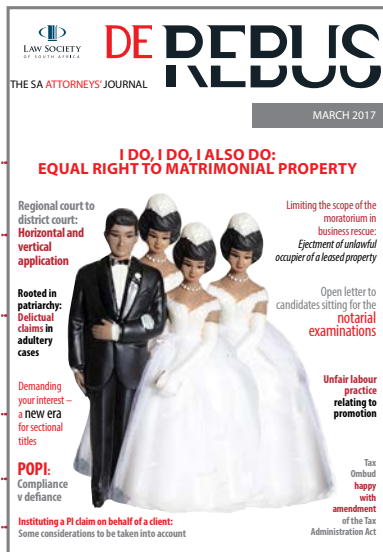 LAW SOCIETY
OF SOUTH AFRICA
DE REBUS
THE SA ATTORNEYS' JOURNAL
MARCH 2017
I DO, I DO, I ALSO DO:
EQUAL RIGHT TO MATRIMONIAL PROPERTY
Regional court to
district court:
Horizontal and
vertical
application
Rooted in
patriarchy:
Delictual
claims in
adultery
cases
Demanding
your interest –
a new era
for sectional
titles
POPI:
Compliance
v defiance
Instituting a PI claim on behalf of a client:
Some considerations to be taken into account
Limiting the scope of the
moratorium in
business rescue:
Ejectment of unlawful
occupier of a leased property
Open letter to
candidates sitting for the
notarial
examinations
Unfair labour
practice
relating to
promotion
Tax
Ombud
happy
with
amendment
of the Tax
Administration Act